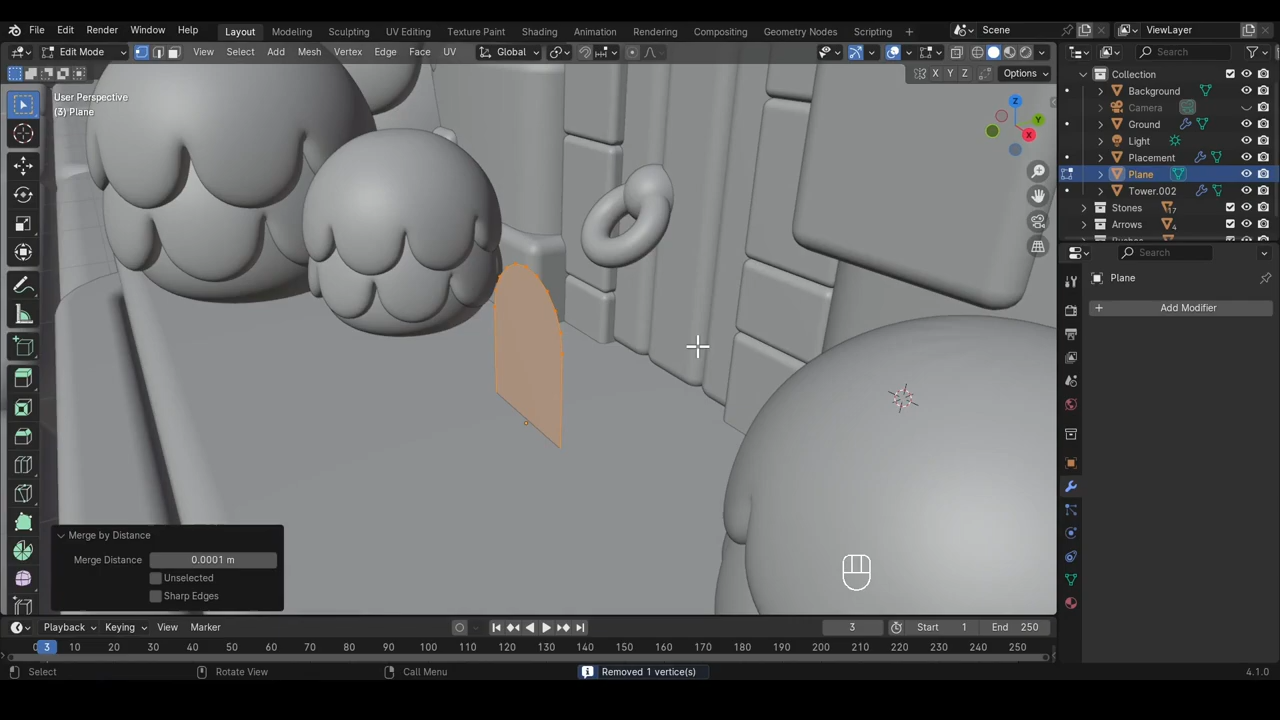 File Edit Render Window Help Layout Modeling Sculpting UV Editing Texture Paint Shading Animation Rendering Compositing Geometry Nodes Scripting Scene ViewLayer
Edit Mode View Select Add Mesh Vertex Edge Face UV Global Search
X Y Z Options
User Perspective
(3) Plane
Collection
Background
Camera
Ground
Light
Placement
Plane
Tower.002
Stones 17
Arrows 4
Search
Plane
+ Add Modifier
Z
Y
X
Merge by Distance
Merge Distance 0.0001 m
Unselected
Sharp Edges
Playback Keying View Marker 3 Start 1 End 250
3 10 20 30 40 50 60 70 80 90 100 110 120 130 140 150 160 170 180 190 200 210 220 230 240 250
Select Rotate View Call Menu Removed 1 vertice(s) 4.1.0